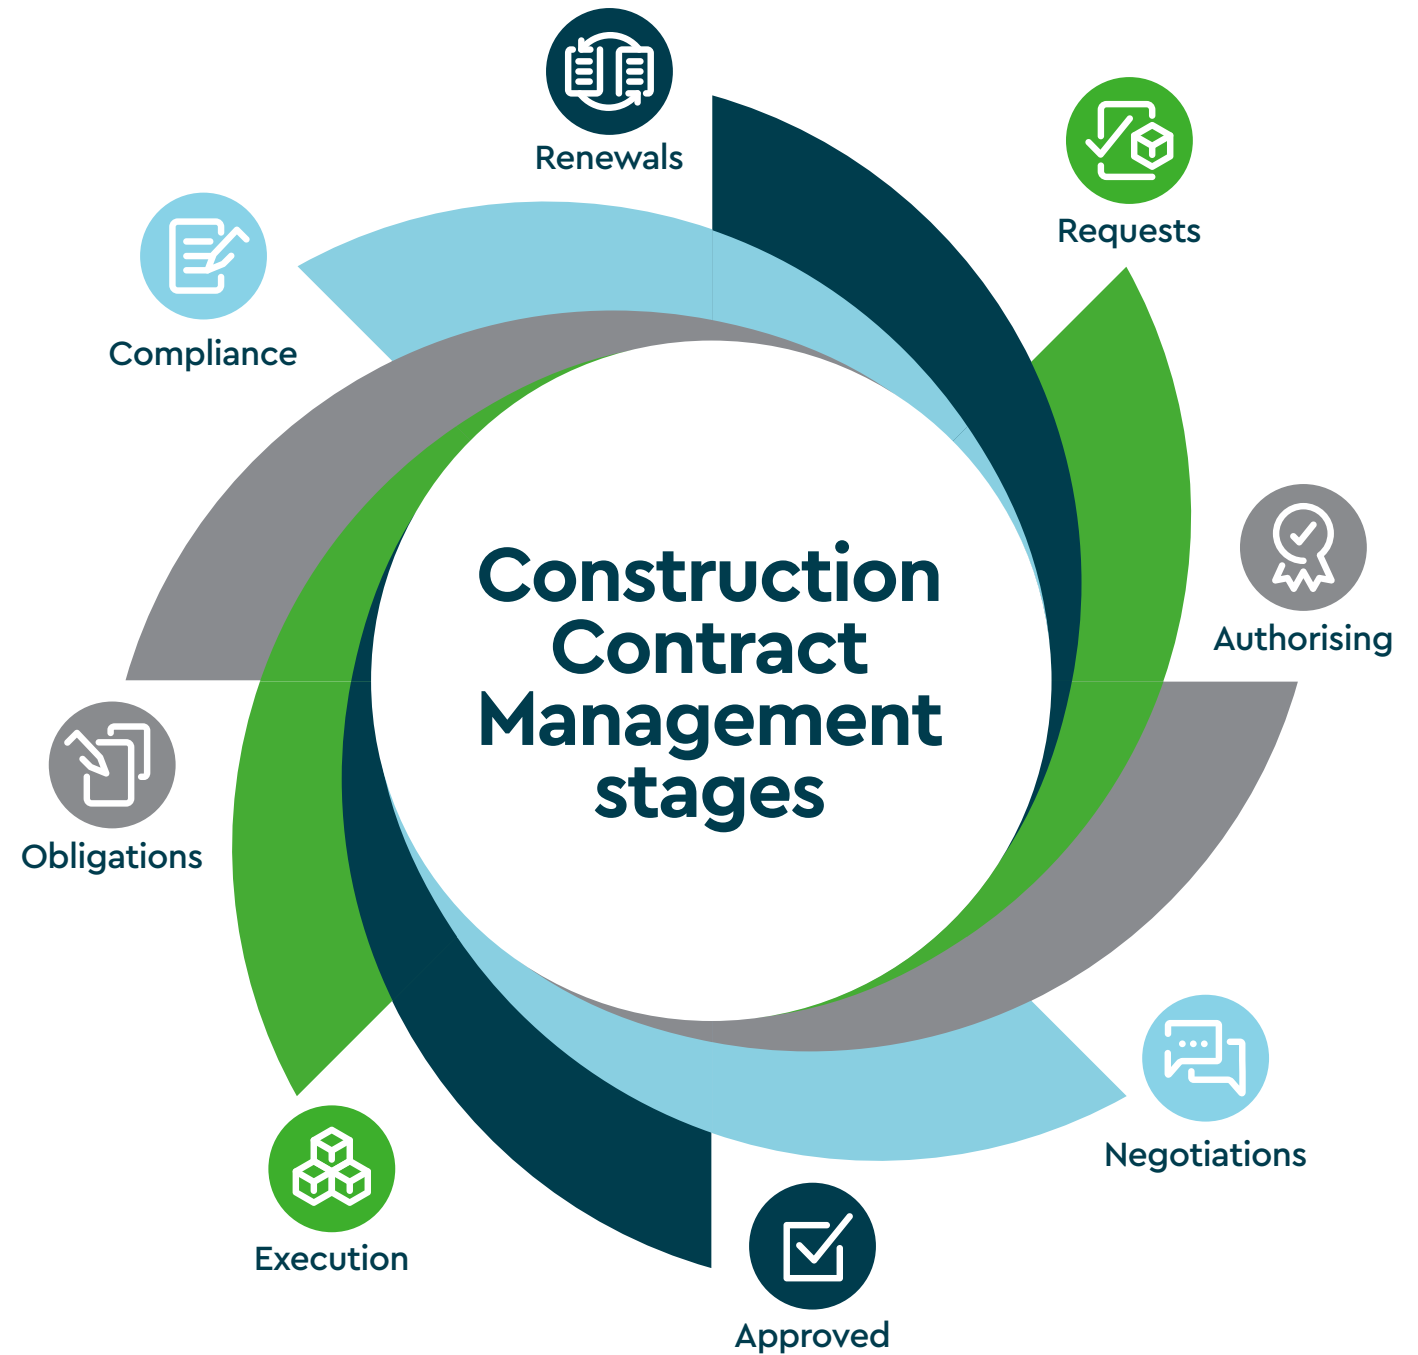 Renewals
Requests
Compliance
Authorising
Construction
Contract
Management
stages
Obligations
Negotiations
Execution
Approved